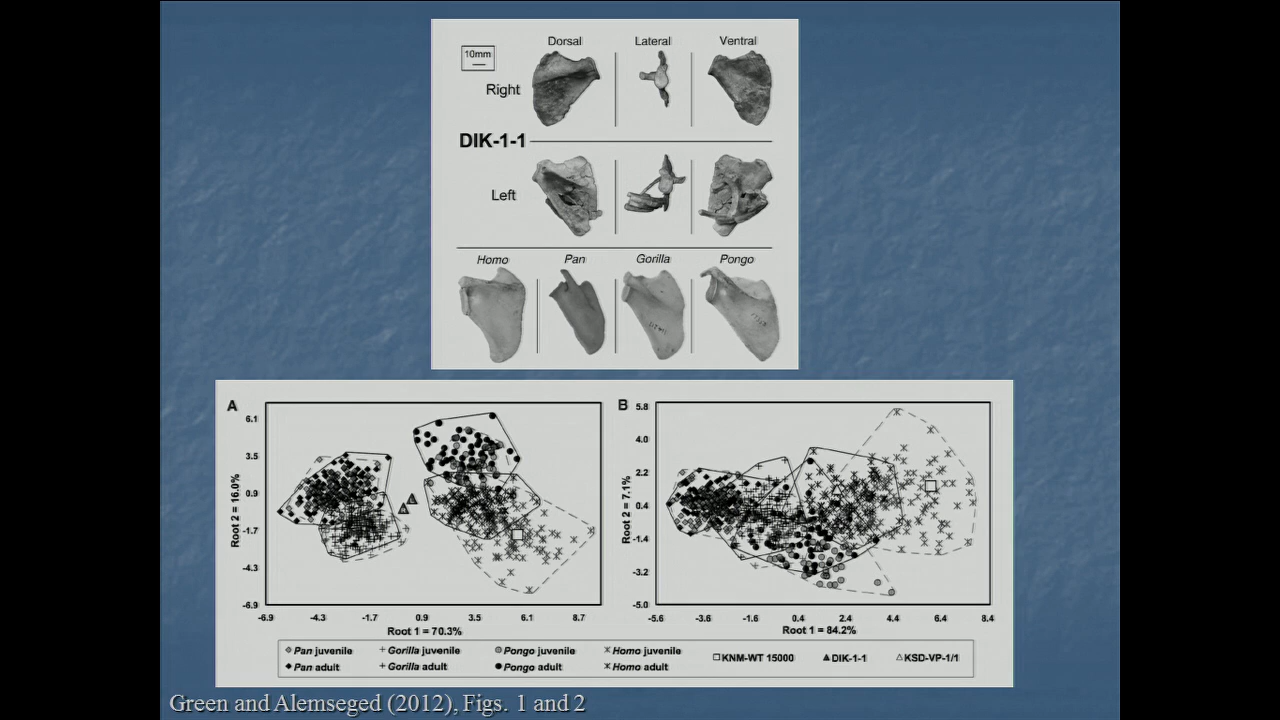 Dorsal Lateral Ventral
10mm
Right
DIK-1-1
Left
Homo Pan Gorilla Pongo
A
6.1
3.5
0.9
-1.7
-4.3
-6.9
Root 2 = 16.0%
-6.9 -4.3 -1.7 0.9 3.5 6.1 8.7
Root 1 = 70.3%
B
5.8
4.0
2.2
0.4
-1.4
-3.2
-5.0
Root 2 = 7.1%
-5.6 -3.6 -1.6 0.4 2.4 4.4 6.4 8.4
Root 1 = 84.2%
Pan juvenile Gorilla juvenile Pongo juvenile Homo juvenile
KNM-WT 15000 DIK-1-1 KSD-VP-1/1
Pan adult Gorilla adult Pongo adult Homo adult
Green and Alemseged (2012), Figs. 1 and 2